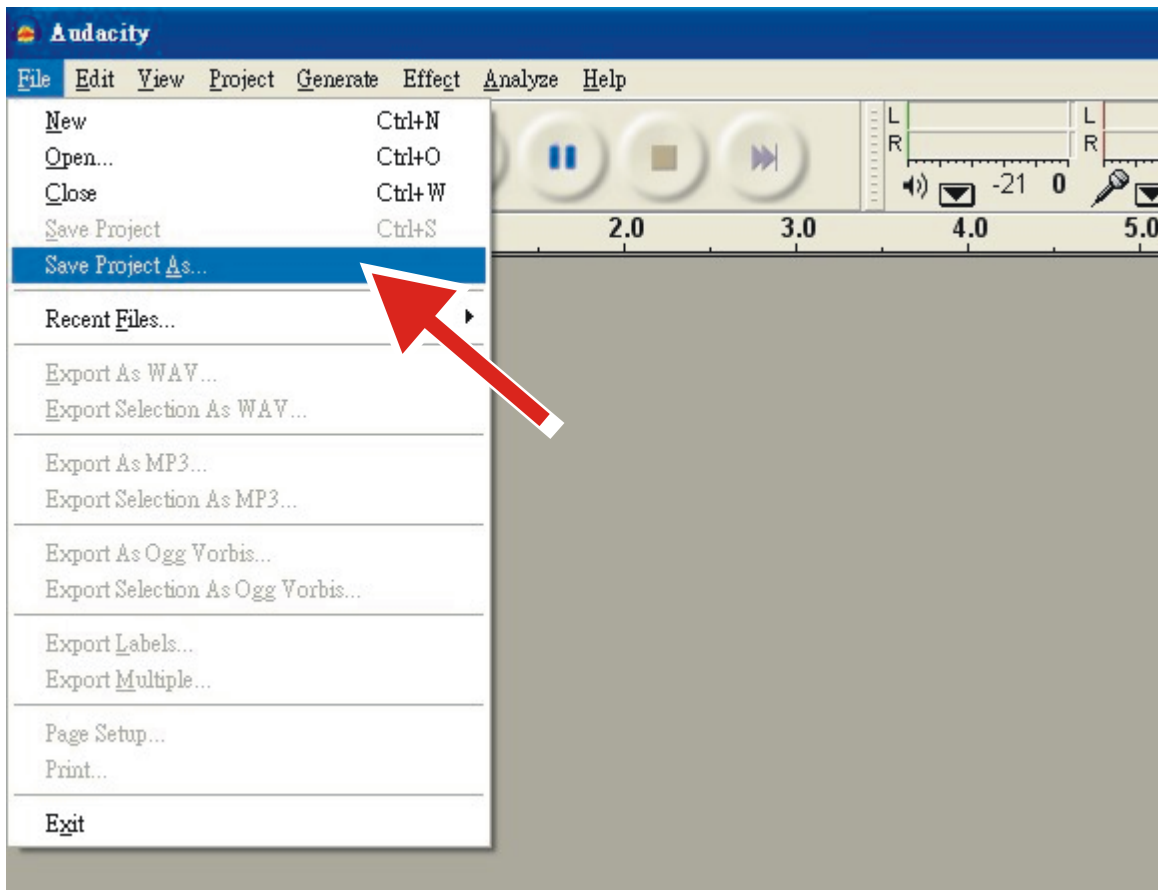 Audacity
File Edit View Project Generate Effect Analyze Help
New Ctrl+N
Open... Ctrl+O
Close Ctrl+W
Save Project Ctrl+S
Save Project As...
Recent Files...
Export As WAV...
Export Selection As WAV...
Export As MP3...
Export Selection As MP3...
Export As Ogg Vorbis...
Export Selection As Ogg Vorbis...
Export Labels...
Export Multiple...
Page Setup...
Print...
Exit
L L
R R
-21 0
2.0 3.0 4.0 5.0